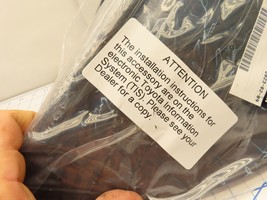 ATTENTION
The installation instructions for
this accessory are on the
electronic Toyota Information
System (TIS). Please see your
Dealer for a copy.